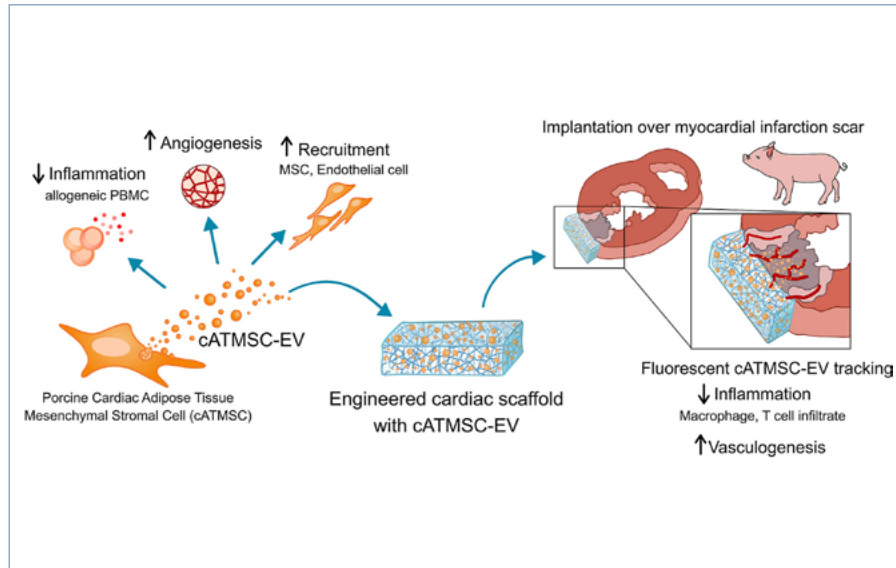 ↑ Angiogenesis
↑ Recruitment
MSC, Endothelial cell
↓ Inflammation
allogeneic PBMC
cATMSC-EV
Porcine Cardiac Adipose Tissue
Mesenchymal Stromal Cell (cATMSC)
Engineered cardiac scaffold
with cATMSC-EV
Implantation over myocardial infarction scar
Fluorescent cATMSC-EV tracking
↓ Inflammation
Macrophage, T cell infiltrate
↑ Vasculogenesis